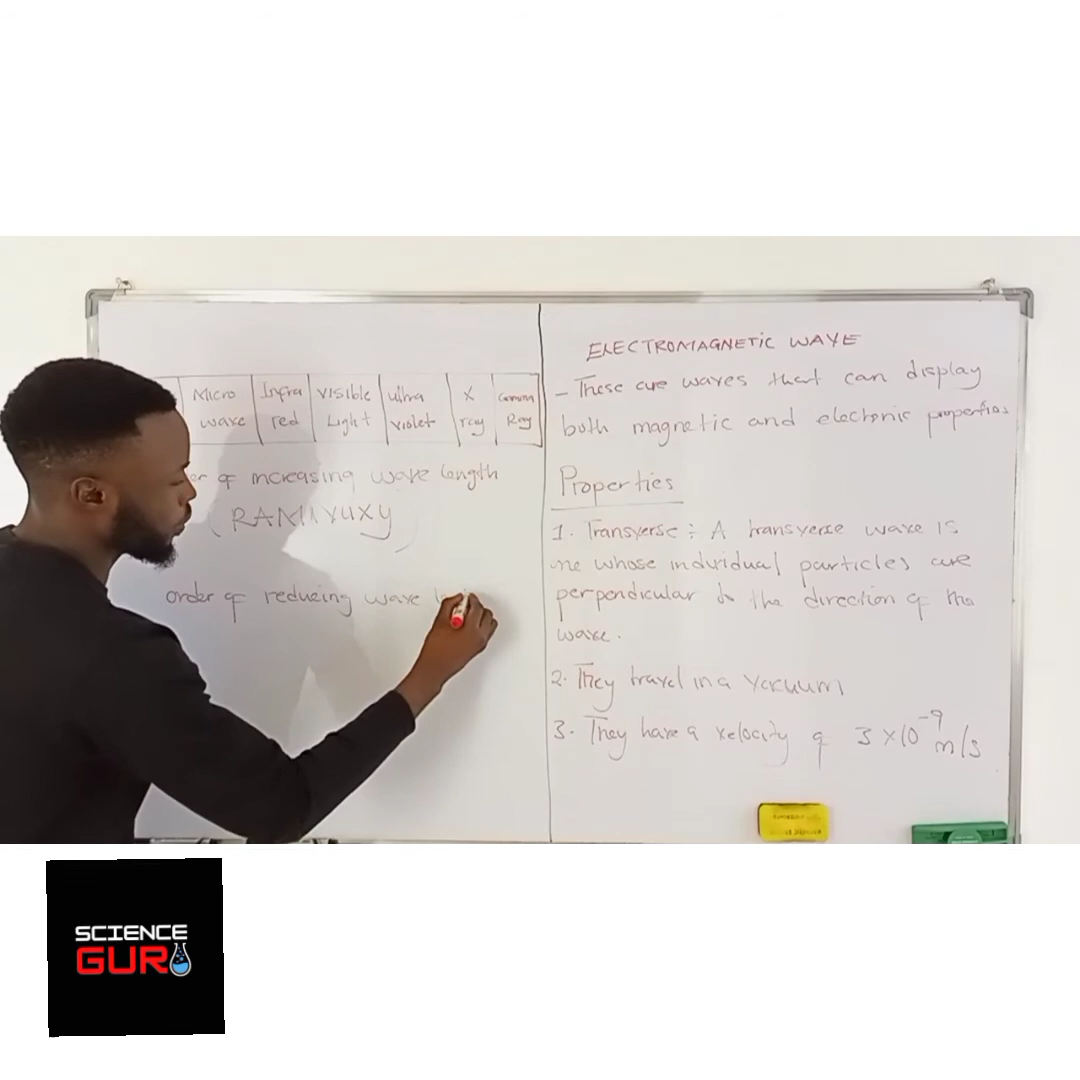 Micro Infra visible ultra X Gamma
wave red Light violet ray Ray
of increasing wave length
(RAMIVUXY)
order of reducing wave
ELECTROMAGNETIC WAVE
- These are waves that can display
both magnetic and electronic properties
Properties
1. Transverse : A transverse wave is
one whose individual particles are
perpendicular to the direction of the
wave.
2. They travel in a vacuum
3. They have a velocity of 3 x 10⁻⁹ m/s
SCIENCE
GURU